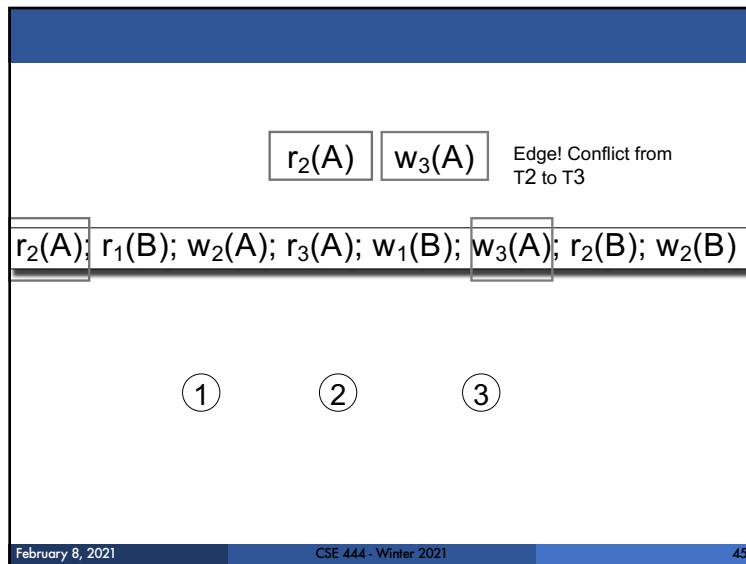 r₂(A) w₃(A)
Edge! Conflict from
T2 to T3
r₂(A); r₁(B); w₂(A); r₃(A); w₁(B); w₃(A); r₂(B); w₂(B)
1 2 3
February 8, 2021 CSE 444 - Winter 2021 45